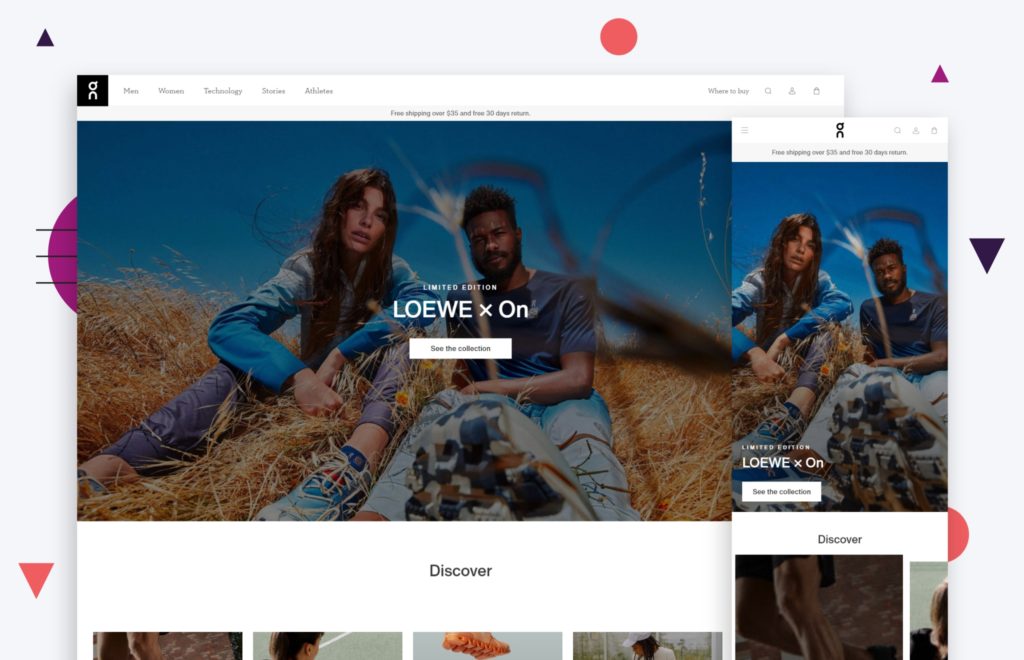 on
Men
Women
Technology
Stories
Athletes
Where to buy
Free shipping over $35 and free 30 days return.
LIMITED EDITION
LOEWE × On
See the collection
Discover
on
Free shipping over $35 and free 30 days return.
LIMITED EDITION
LOEWE × On
See the collection
Discover